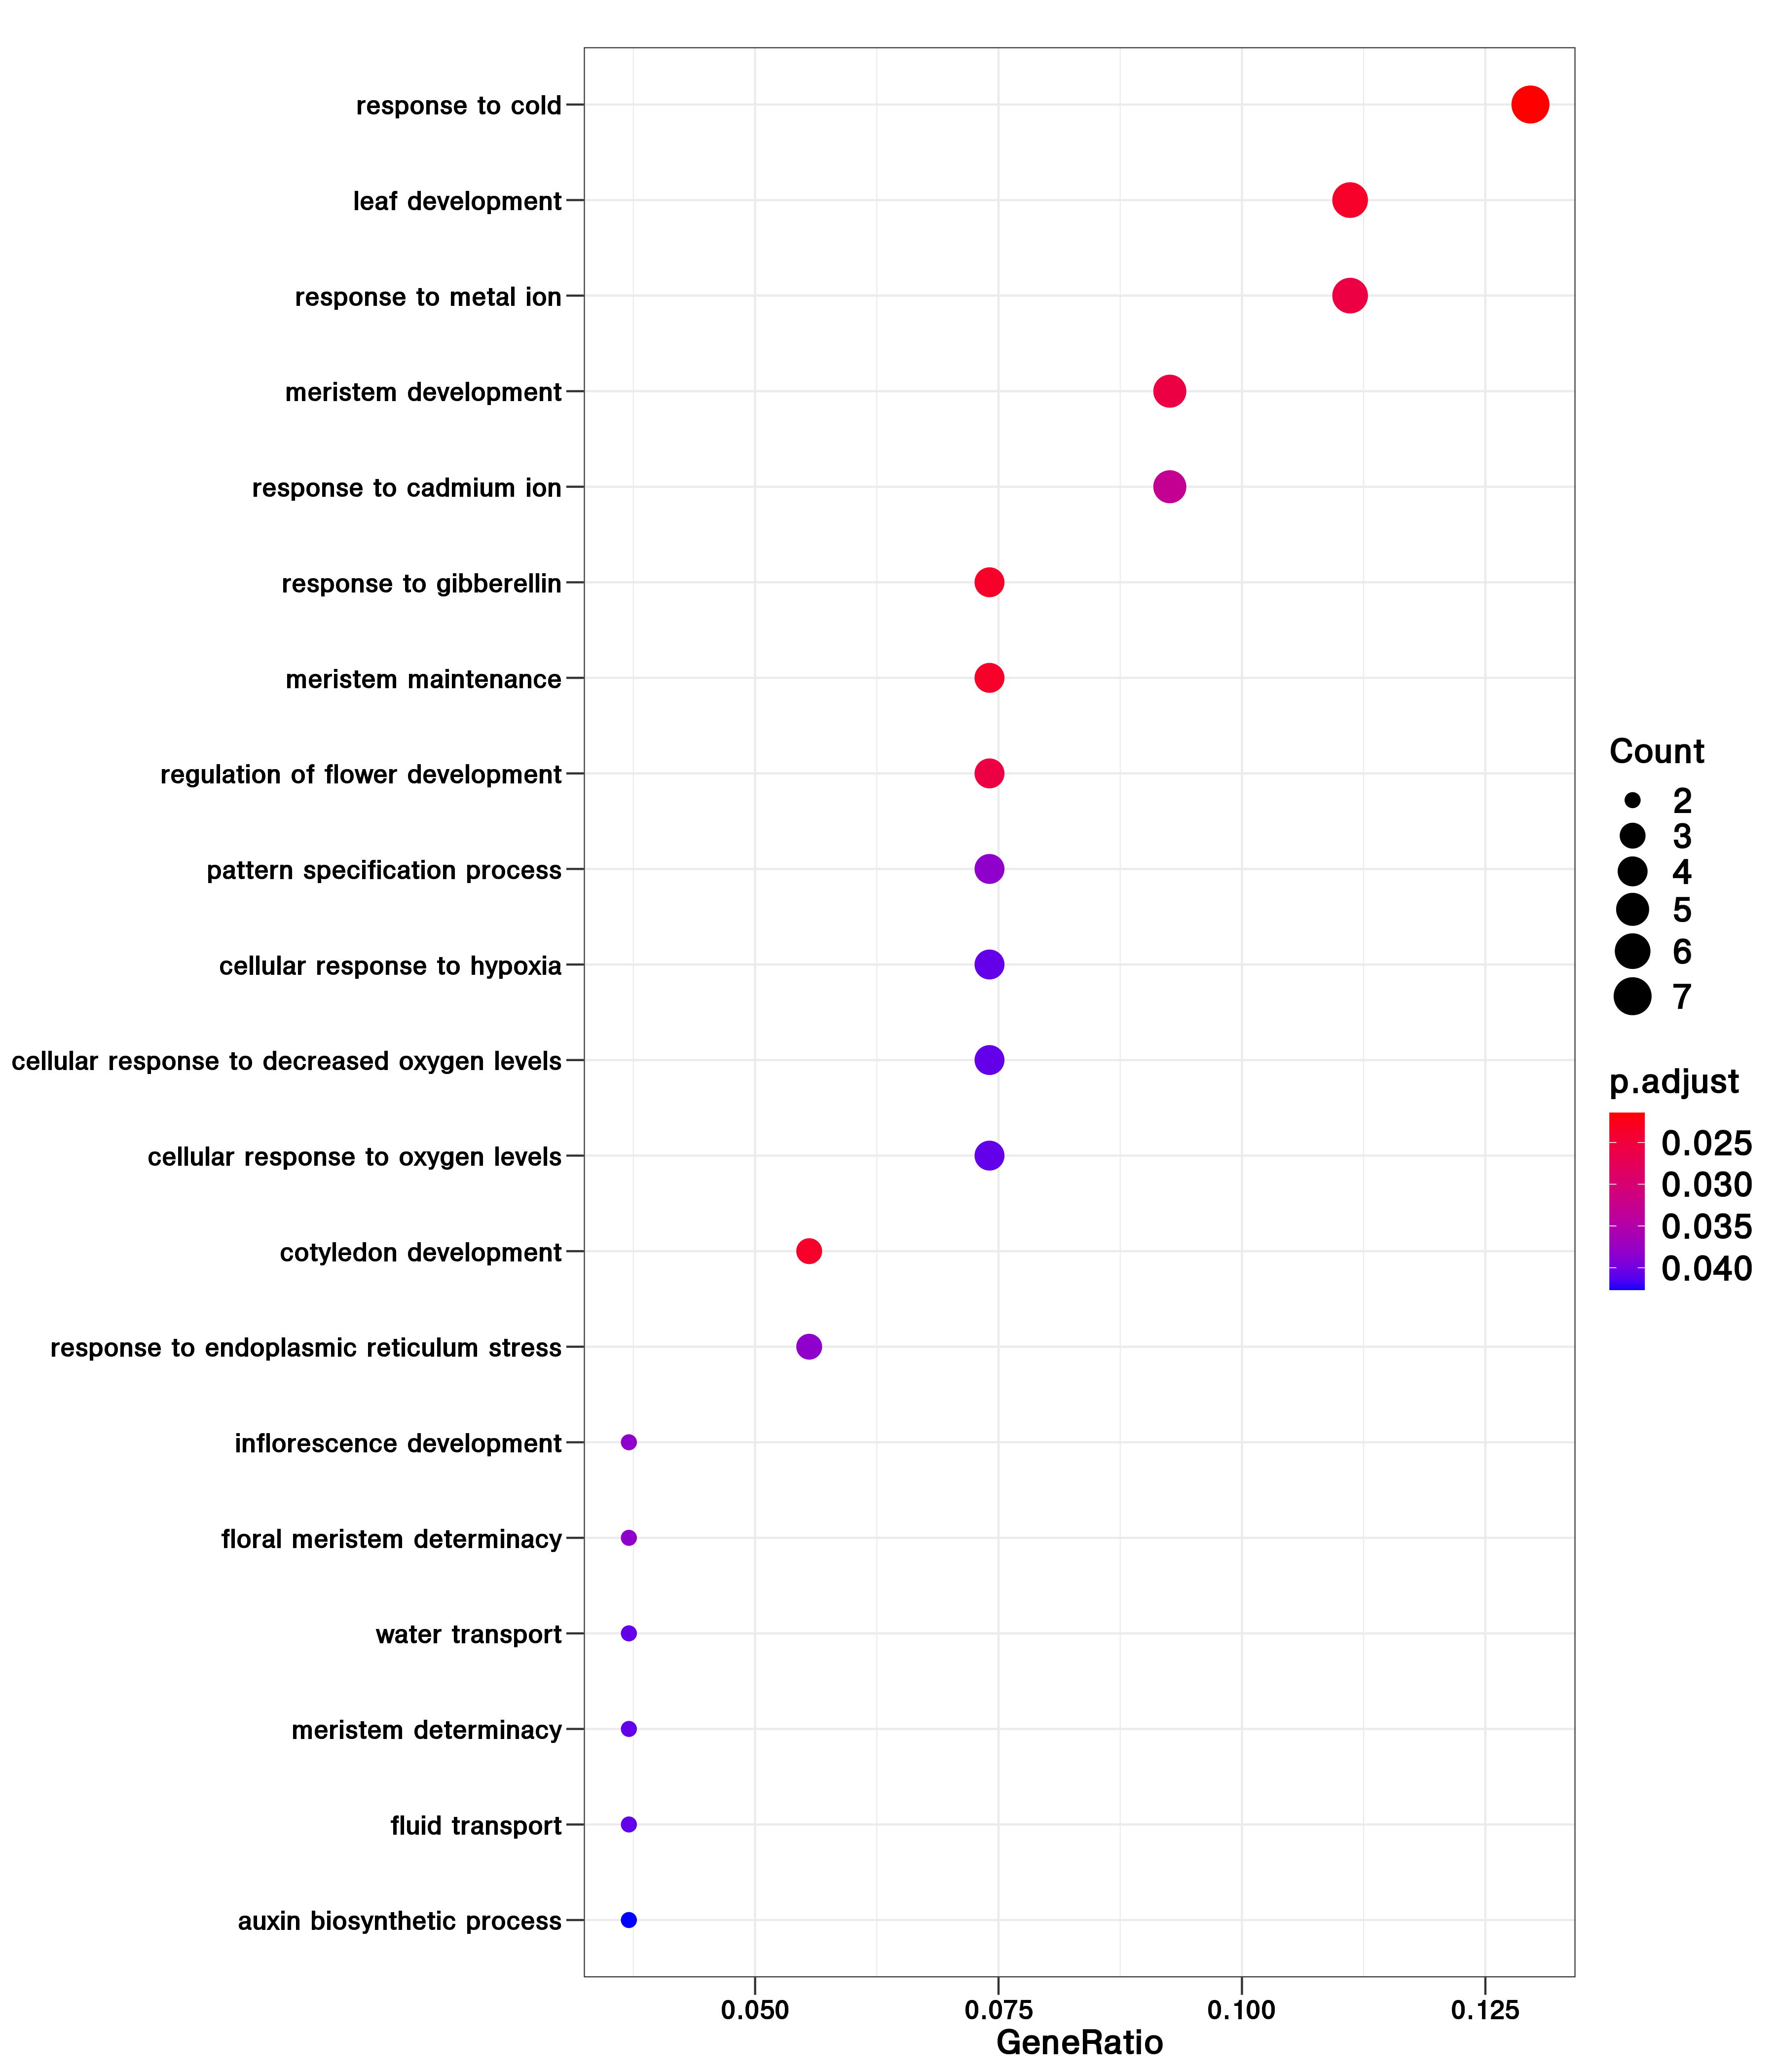 response to cold
leaf development
response to metal ion
meristem development
response to cadmium ion
response to gibberellin
meristem maintenance
regulation of flower development
pattern specification process
cellular response to hypoxia
cellular response to decreased oxygen levels
cellular response to oxygen levels
cotyledon development
response to endoplasmic reticulum stress
inflorescence development
floral meristem determinacy
water transport
meristem determinacy
fluid transport
auxin biosynthetic process
0.050 0.075 0.100 0.125
GeneRatio
Count
2
3
4
5
6
7
p.adjust
0.025
0.030
0.035
0.040